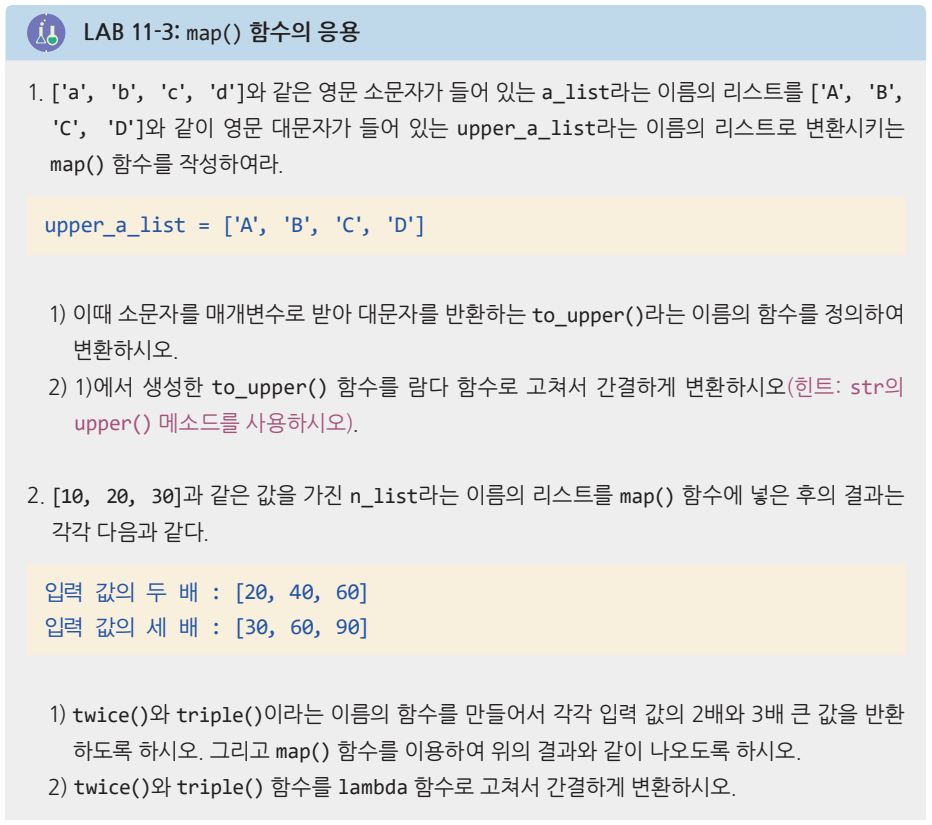 LAB 11-3: map() 함수의 응용
1. ['a', 'b', 'c', 'd']와 같은 영문 소문자가 들어 있는 a_list라는 이름의 리스트를 ['A', 'B',
'C', 'D']와 같이 영문 대문자가 들어 있는 upper_a_list라는 이름의 리스트로 변환시키는
map() 함수를 작성하여라.
upper_a_list = ['A', 'B', 'C', 'D']
1) 이때 소문자를 매개변수로 받아 대문자를 반환하는 to_upper()라는 이름의 함수를 정의하여
변환하시오.
2) 1)에서 생성한 to_upper() 함수를 람다 함수로 고쳐서 간결하게 변환하시오(힌트: str의
upper() 메소드를 사용하시오).
2. [10, 20, 30]과 같은 값을 가진 n_list라는 이름의 리스트를 map() 함수에 넣은 후의 결과는
각각 다음과 같다.
입력 값의 두 배 : [20, 40, 60]
입력 값의 세 배 : [30, 60, 90]
1) twice()와 triple()이라는 이름의 함수를 만들어서 각각 입력 값의 2배와 3배 큰 값을 반환
하도록 하시오. 그리고 map() 함수를 이용하여 위의 결과와 같이 나오도록 하시오.
2) twice()와 triple() 함수를 lambda 함수로 고쳐서 간결하게 변환하시오.